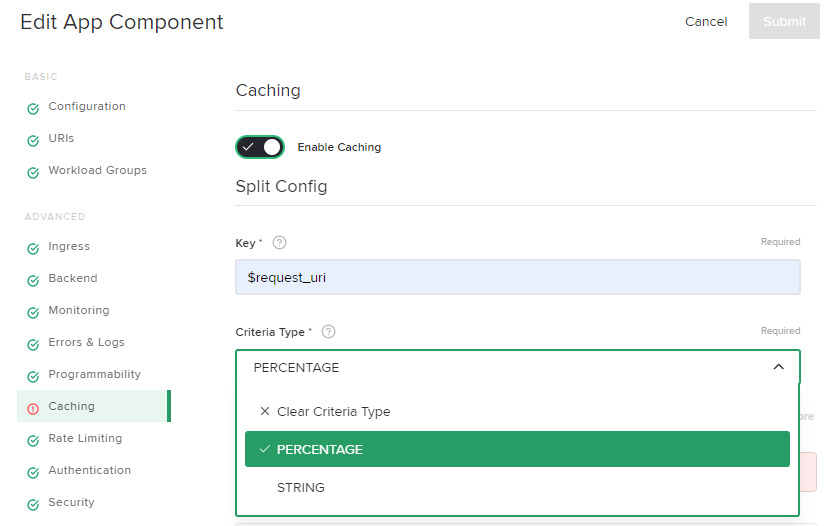 Edit App Component
Cancel
Submit
BASIC
Configuration
URIs
Workload Groups
ADVANCED
Ingress
Backend
Monitoring
Errors & Logs
Programmability
Caching
Rate Limiting
Authentication
Security
Caching
Enable Caching
Split Config
Key *
Required
$request_uri
Criteria Type *
Required
PERCENTAGE
Clear Criteria Type
PERCENTAGE
STRING